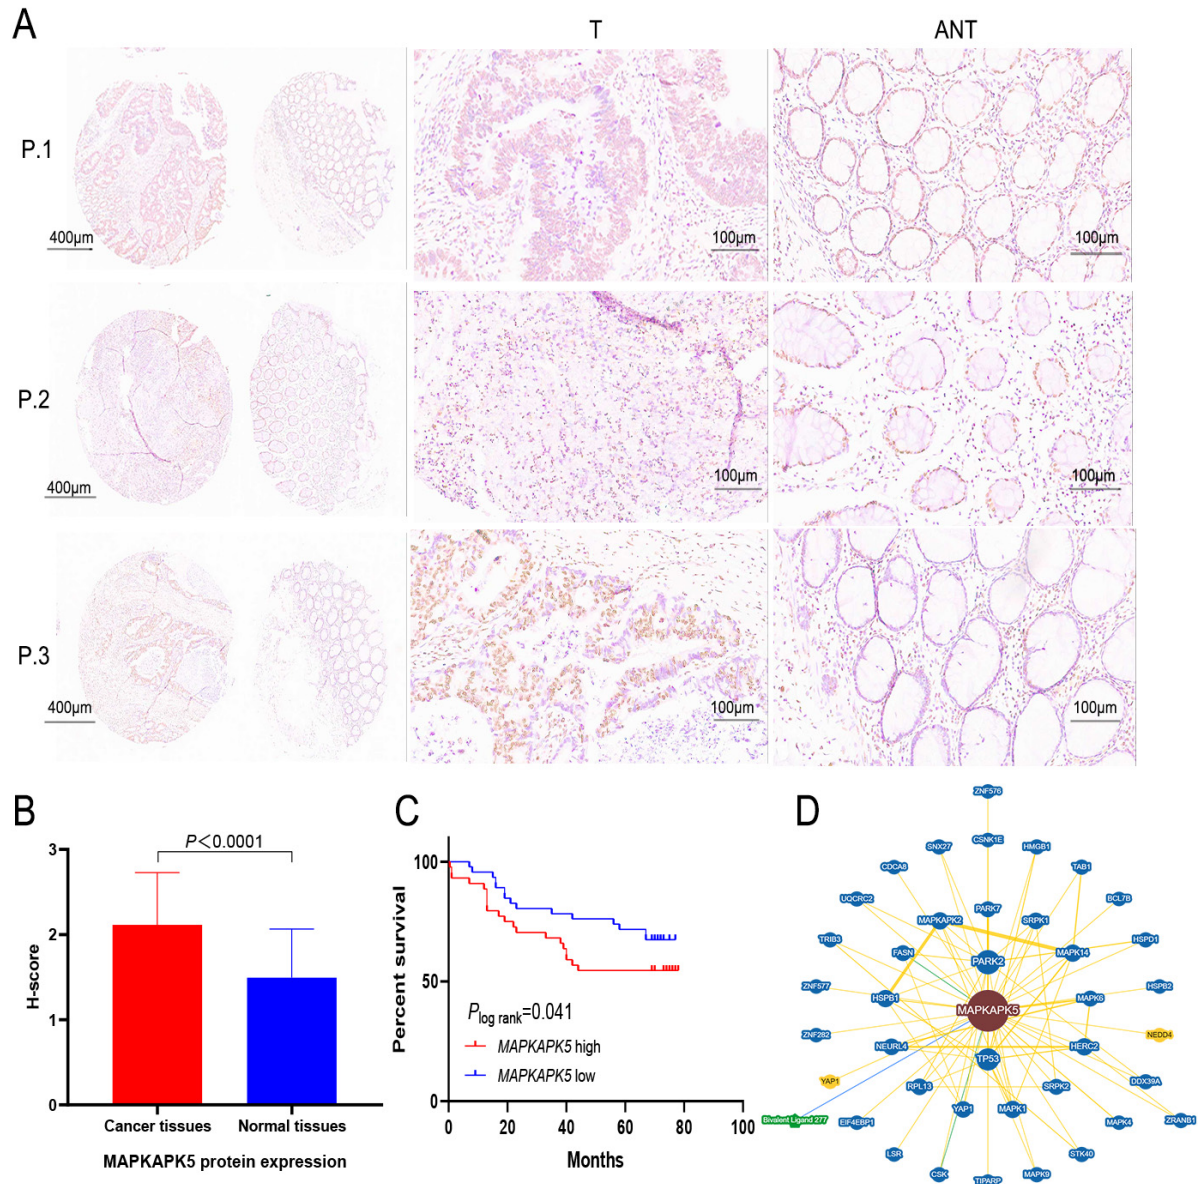 A
T
ANT
P.1
400μm
100μm
100μm
P.2
400μm
100μm
100μm
P.3
400μm
100μm
100μm
B
P<0.0001
H-score
3
2
1
0
Cancer tissues
Normal tissues
MAPKAPK5 protein expression
C
Percent survival
100
50
0
P log rank=0.041
MAPKAPK5 high
MAPKAPK5 low
0
20
40
60
80
100
Months
D
ZNF576
CSNK1E
SNX27
HMGB1
CDCA8
TAB1
UQCRC2
BCL7B
PARK7
MAPKAPK2
SRPK1
TRIB3
HSPD1
FASN
MAPK14
PARK2
ZNF577
HSPB2
HSPB1
MAPK6
MAPKAPK5
ZNF282
NEDD4
NEURL4
HERC2
TP53
YAP1
DDX39A
RPL13
SRPK2
YAP1
MAPK1
Bivalent Ligand 277
EIF4EBP1
MAPK4
ZRANB1
LSR
STK40
CSK
TIPARP
MAPK9